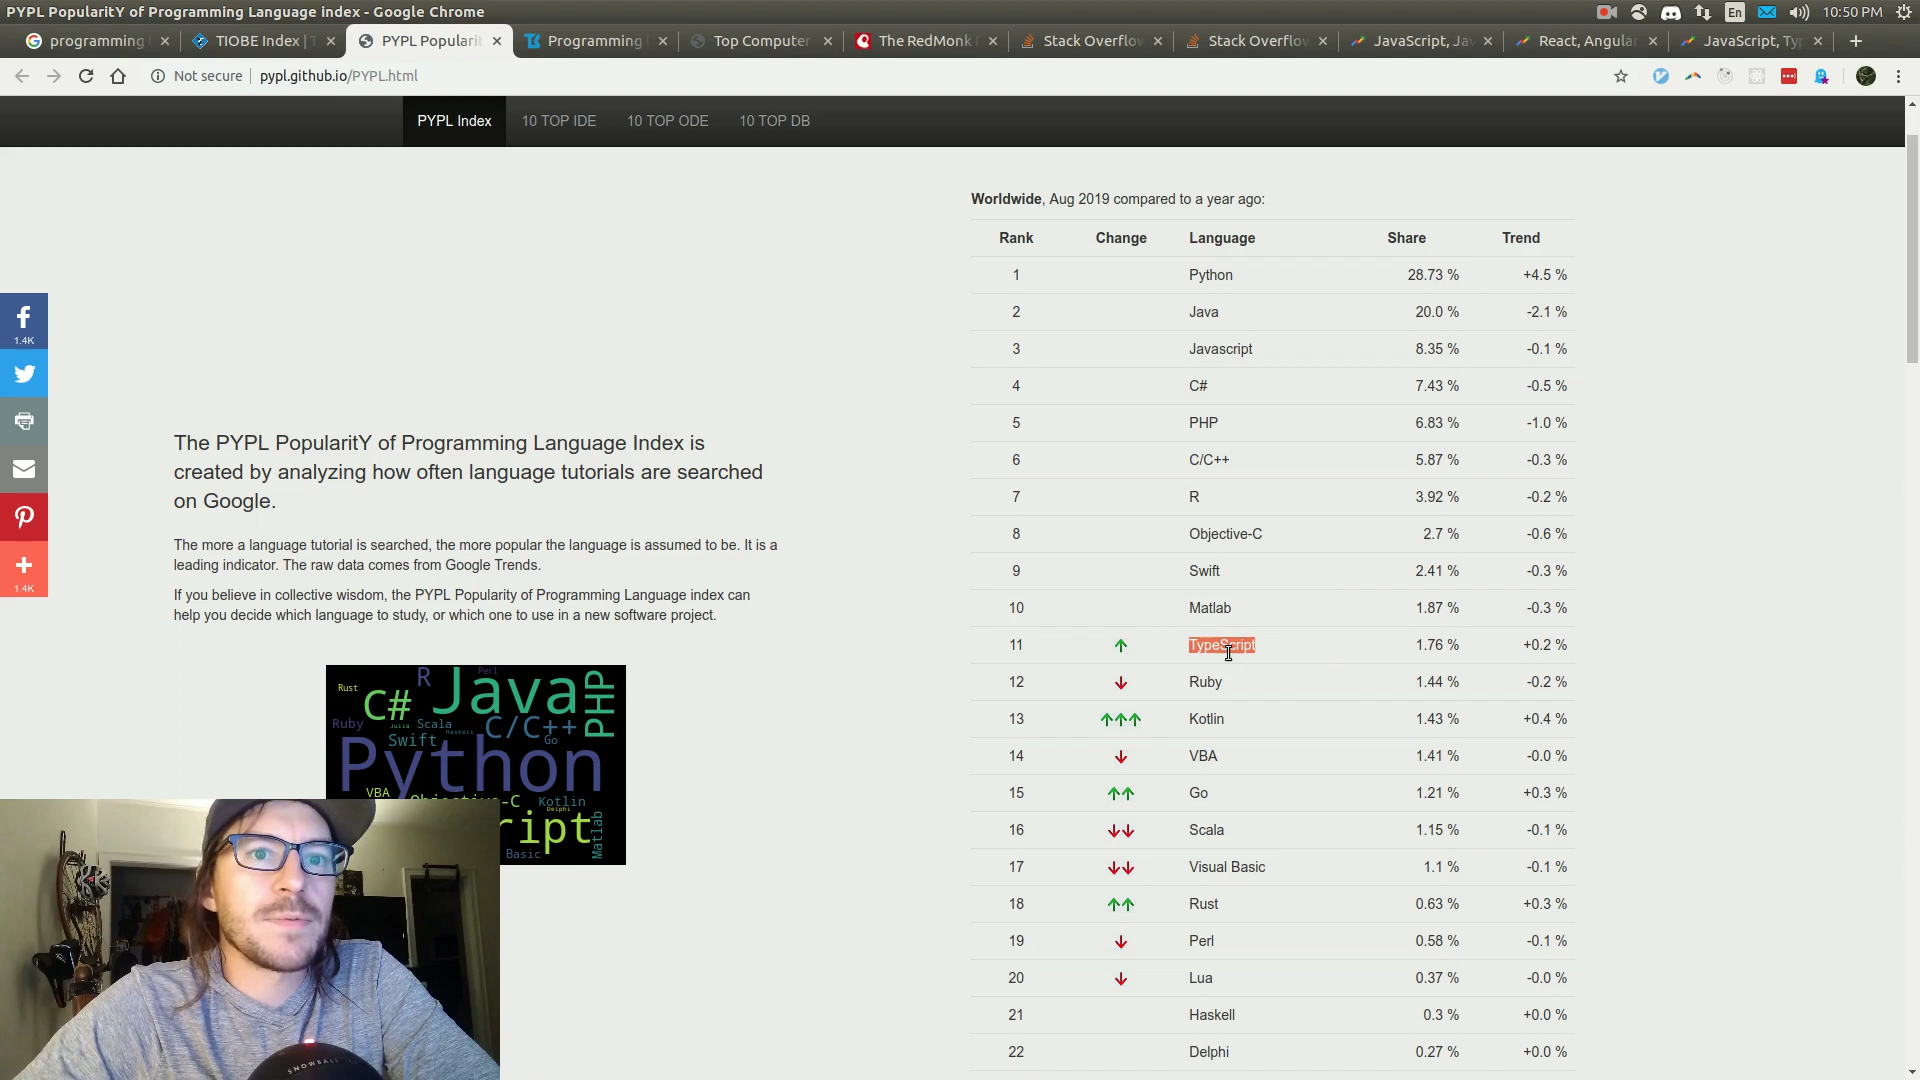 PYPL PopularitY of Programming Language index - Google Chrome
En
10:50 PM
programming
TIOBE Index | T
PYPL Popularit
Programming
Top Computer
The RedMonk
Stack Overflo
Stack Overflo
JavaScript, Ja
React, Angular
JavaScript, Ty
Not secure
pypl.github.io/PYPL.html
PYPL Index
10 TOP IDE
10 TOP ODE
10 TOP DB
1.4K
1.4K
The PYPL PopularitY of Programming Language Index is
created by analyzing how often language tutorials are searched
on Google.
The more a language tutorial is searched, the more popular the language is assumed to be. It is a
leading indicator. The raw data comes from Google Trends.
If you believe in collective wisdom, the PYPL Popularity of Programming Language index can
help you decide which language to study, or which one to use in a new software project.
Rust
R
Perl
Java
PHP
C#
Ruby
Julia
Scala
C/C++
Haskell
Swift
Go
Python
VBA
Objective-C
Kotlin
Delphi
ript
Matlab
Basic
SNOWBALL
Worldwide, Aug 2019 compared to a year ago:
Rank Change Language Share Trend
1 Python 28.73 % +4.5 %
2 Java 20.0 % -2.1 %
3 Javascript 8.35 % -0.1 %
4 C# 7.43 % -0.5 %
5 PHP 6.83 % -1.0 %
6 C/C++ 5.87 % -0.3 %
7 R 3.92 % -0.2 %
8 Objective-C 2.7 % -0.6 %
9 Swift 2.41 % -0.3 %
10 Matlab 1.87 % -0.3 %
11 ↑ TypeScript 1.76 % +0.2 %
12 ↓ Ruby 1.44 % -0.2 %
13 ↑↑↑ Kotlin 1.43 % +0.4 %
14 ↓ VBA 1.41 % -0.0 %
15 ↑↑ Go 1.21 % +0.3 %
16 ↓↓ Scala 1.15 % -0.1 %
17 ↓↓ Visual Basic 1.1 % -0.1 %
18 ↑↑ Rust 0.63 % +0.3 %
19 ↓ Perl 0.58 % -0.1 %
20 ↓ Lua 0.37 % -0.0 %
21 Haskell 0.3 % +0.0 %
22 Delphi 0.27 % +0.0 %